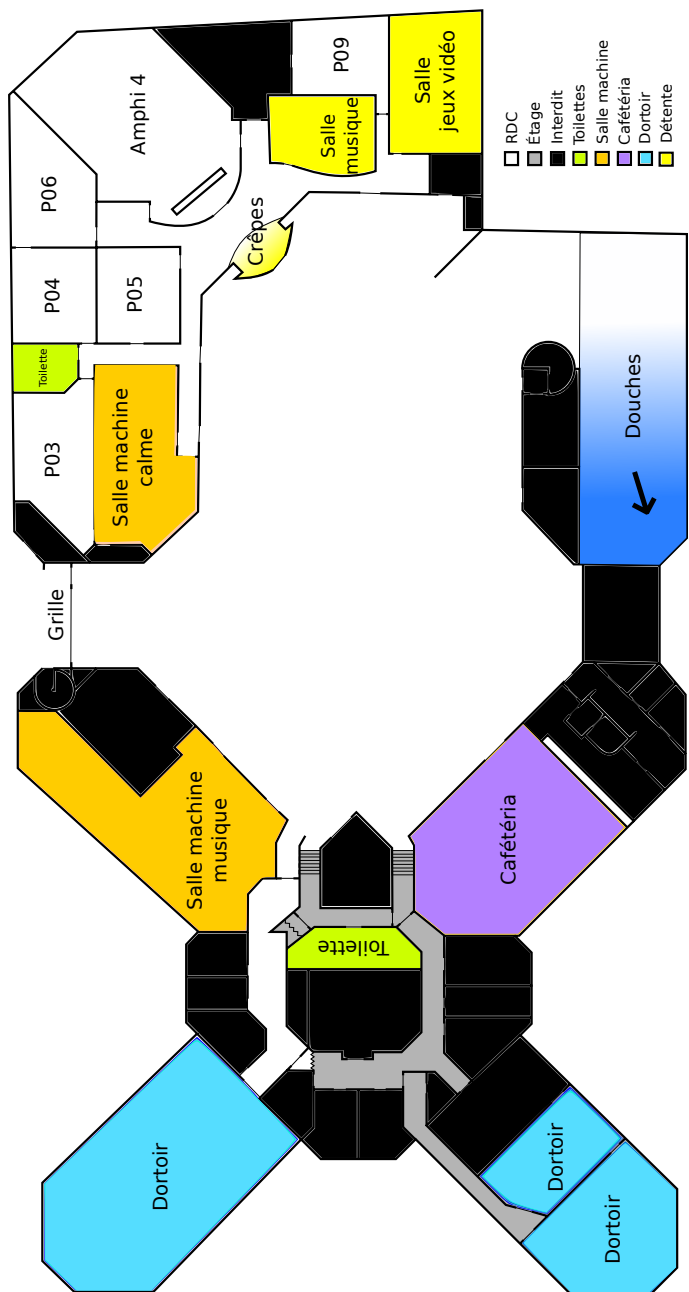 Amphi 4
P09
Salle
jeux vidéo
Salle
musique
P06
Crêpes
P04
P05
Toilette
P03
Salle machine
calme
Grille
RDC
Étage
Interdit
Toilettes
Salle machine
Cafétéria
Dortoir
Détente
Douches
Salle machine
musique
Cafétéria
Toilette
Dortoir
Dortoir
Dortoir